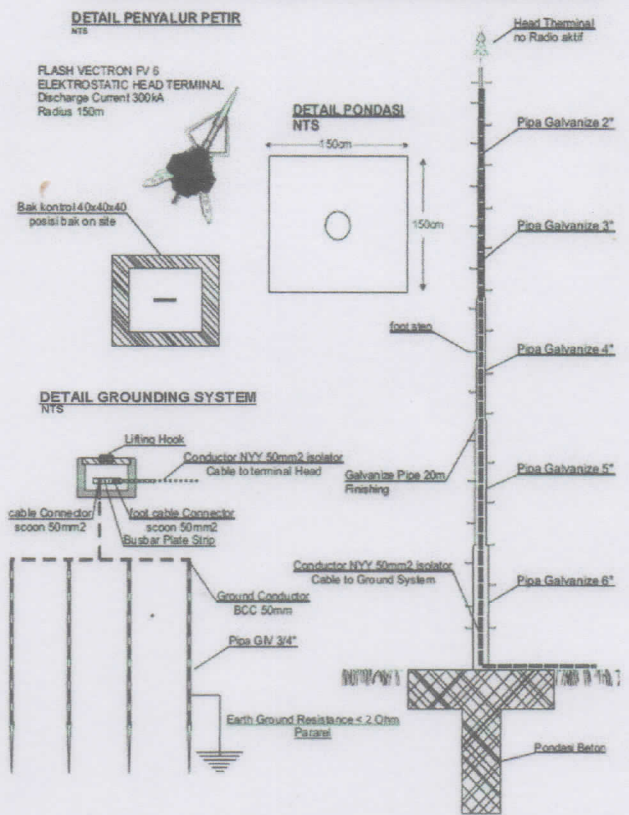 DETAIL PENYALUR PETIR
NTS
FLASH VECTRON FV 6
ELEKTROSTATIC HEAD TERMINAL
Discharge Current 300kA
Radius 150m
Bak kontrol 40x40x40
posisi bak on site
DETAIL PONDASI
NTS
150cm
150cm
Head Therminal
no Radio aktif
Pipa Galvanize 2"
Pipa Galvanize 3"
foot step
Pipa Galvanize 4"
Galvanize Pipe 20m
Finishing
Pipa Galvanize 5"
Conductor NYY 50mm2 isolator
Cable to Ground System
Pipa Galvanize 6"
Pondasi Beton
DETAIL GROUNDING SYSTEM
NTS
Lifting Hook
Conductor NYY 50mm2 isolator
Cable to terminal Head
cable Connector
scoon 50mm2
foot cable Connector
scoon 50mm2
Busbar Plate Strip
Ground Conductor
BCC 50mm
Pipa GIV 3/4"
Earth Ground Resistance < 2 Ohm
Pararel